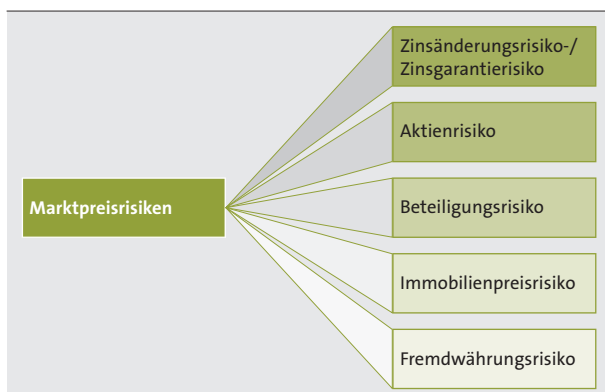 Marktpreisrisiken
Zinsänderungsrisiko-/
Zinsgarantierisiko
Aktienrisiko
Beteiligungsrisiko
Immobilienpreisrisiko
Fremdwährungsrisiko